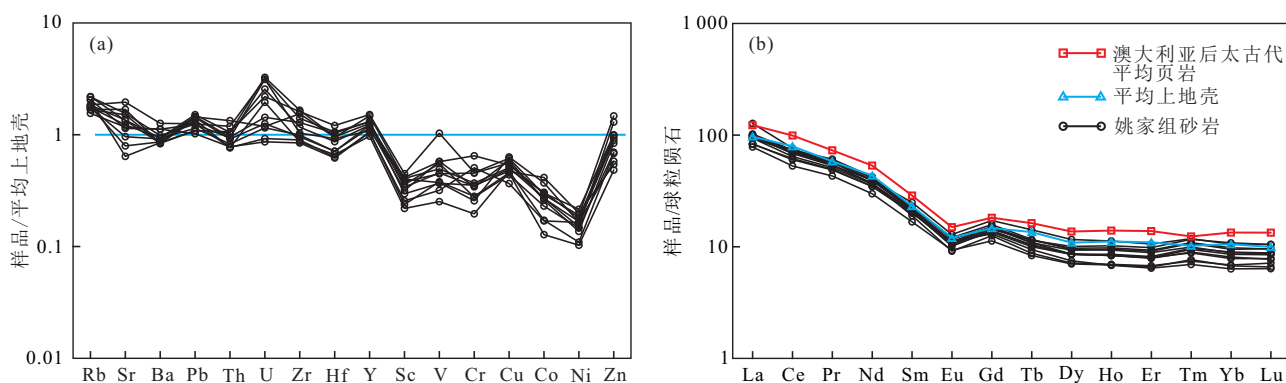 10
1
0.1
0.01
样品/平均上地壳
(a)
Rb Sr Ba Pb Th U Zr Hf Y Sc V Cr Cu Co Ni Zn
1 000
100
10
1
样品/球粒陨石
(b)
澳大利亚后太古代
平均页岩
平均上地壳
姚家组砂岩
La Ce Pr Nd Sm Eu Gd Tb Dy Ho Er Tm Yb Lu